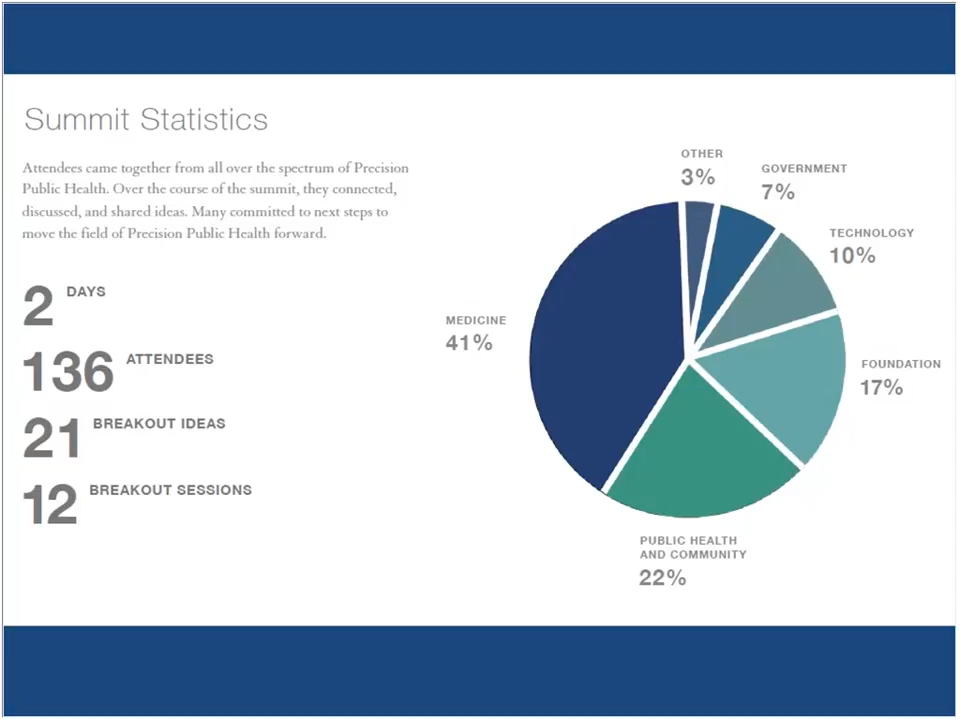 Summit Statistics
Attendees came together from all over the spectrum of Precision
Public Health. Over the course of the summit, they connected,
discussed, and shared ideas. Many committed to next steps to
move the field of Precision Public Health forward.
2 DAYS
136 ATTENDEES
21 BREAKOUT IDEAS
12 BREAKOUT SESSIONS
OTHER
3%
GOVERNMENT
7%
TECHNOLOGY
10%
FOUNDATION
17%
PUBLIC HEALTH
AND COMMUNITY
22%
MEDICINE
41%